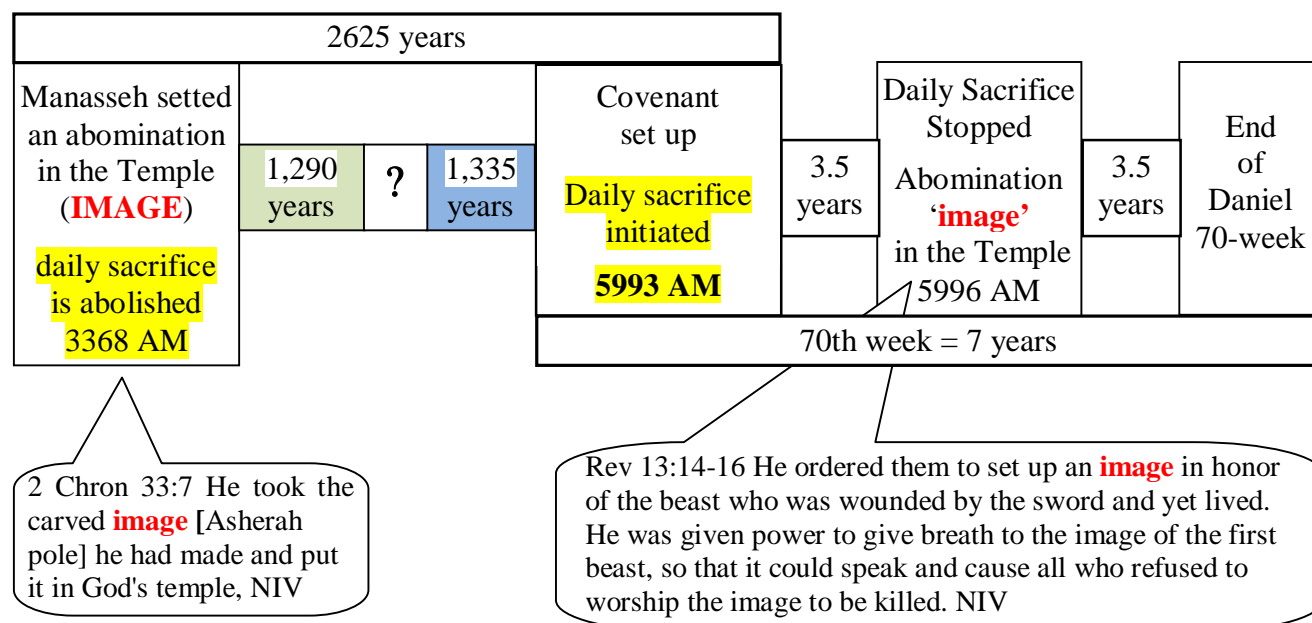 2625 years
Manasseh setted
an abomination
in the Temple
(IMAGE)
daily sacrifice
is abolished
3368 AM
1,290
years
?
1,335
years
Covenant
set up
Daily sacrifice
initiated
5993 AM
3.5
years
Daily Sacrifice
Stopped
Abomination
‘image’
in the Temple
5996 AM
3.5
years
End
of
Daniel
70-week
70th week = 7 years
2 Chron 33:7 He took the
carved image [Asherah
pole] he had made and put
it in God's temple, NIV
Rev 13:14-16 He ordered them to set up an image in honor
of the beast who was wounded by the sword and yet lived.
He was given power to give breath to the image of the first
beast, so that it could speak and cause all who refused to
worship the image to be killed. NIV